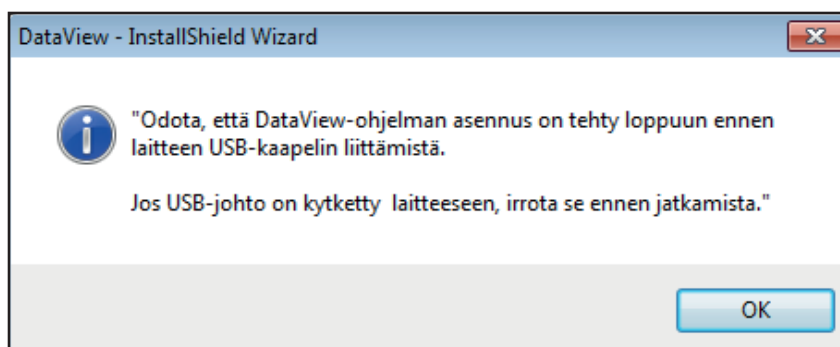 DataView - InstallShield Wizard
"Odota, että DataView-ohjelman asennus on tehty loppuun ennen
laitteen USB-kaapelin liittämistä.
Jos USB-johto on kytketty  laitteeseen, irrota se ennen jatkamista."
OK